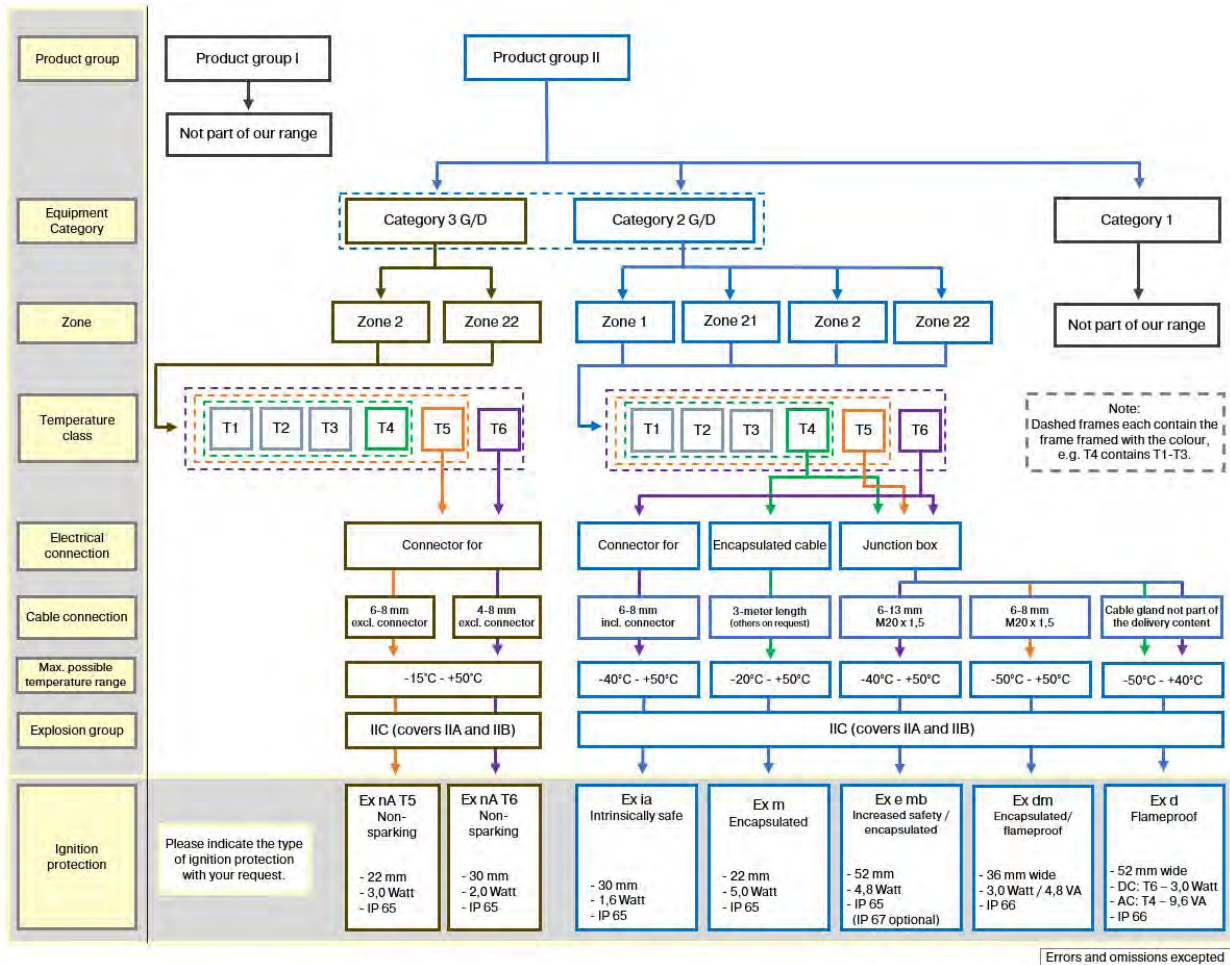 Product group
Product group I
Product group II
Not part of our range
Equipment
Category
Category 3 G/D
Category 2 G/D
Category 1
Zone
Zone 2
Zone 22
Zone 1
Zone 21
Zone 2
Zone 22
Not part of our range
Temperature
class
T1
T2
T3
T4
T5
T6
T1
T2
T3
T4
T5
T6
Note:
Dashed frames each contain the
frame framed with the colour,
e.g. T4 contains T1-T3.
Electrical
connection
Connector for
Connector for
Encapsulated cable
Junction box
Cable connection
6-8 mm
excl. connector
4-8 mm
excl. connector
6-8 mm
incl. connector
3-meter length
(others on request)
6-13 mm
M20 x 1,5
6-8 mm
M20 x 1,5
Cable gland not part of
the delivery content
Max. possible
temperature range
-15°C - +50°C
-40°C - +50°C
-20°C - +50°C
-40°C - +50°C
-50°C - +50°C
-50°C - +40°C
Explosion group
IIC (covers IIA and IIB)
IIC (covers IIA and IIB)
Ignition
protection
Please indicate the type
of ignition protection
with your request.
Ex nA T5
Non-
sparking
- 22 mm
- 3,0 Watt
- IP 65
Ex nA T6
Non-
sparking
- 30 mm
- 2,0 Watt
- IP 65
Ex ia
Intrinsically safe
- 30 mm
- 1,6 Watt
- IP 65
Ex m
Encapsulated
- 22 mm
- 5,0 Watt
- IP 65
Ex e mb
Increased safety /
encapsulated
- 52 mm
- 4,8 Watt
- IP 65
(IP 67 optional)
Ex dm
Encapsulated/
flameproof
- 36 mm wide
- 3,0 Watt / 4,8 VA
- IP 66
Ex d
Flameproof
- 52 mm wide
- DC: T6 – 3,0 Watt
- AC: T4 – 9,6 VA
- IP 66
Errors and omissions excepted